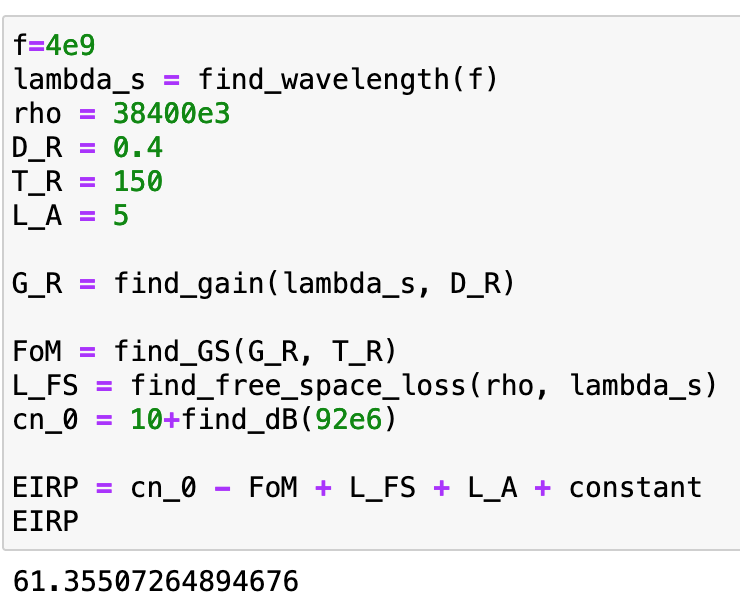 f=4e9
lambda_s = find_wavelength(f)
rho = 38400e3
D_R = 0.4
T_R = 150
L_A = 5
G_R = find_gain(lambda_s, D_R)
FoM = find_GS(G_R, T_R)
L_FS = find_free_space_loss(rho, lambda_s)
cn_0 = 10+find_dB(92e6)
EIRP = cn_0 - FoM + L_FS + L_A + constant
EIRP
61.35507264894676